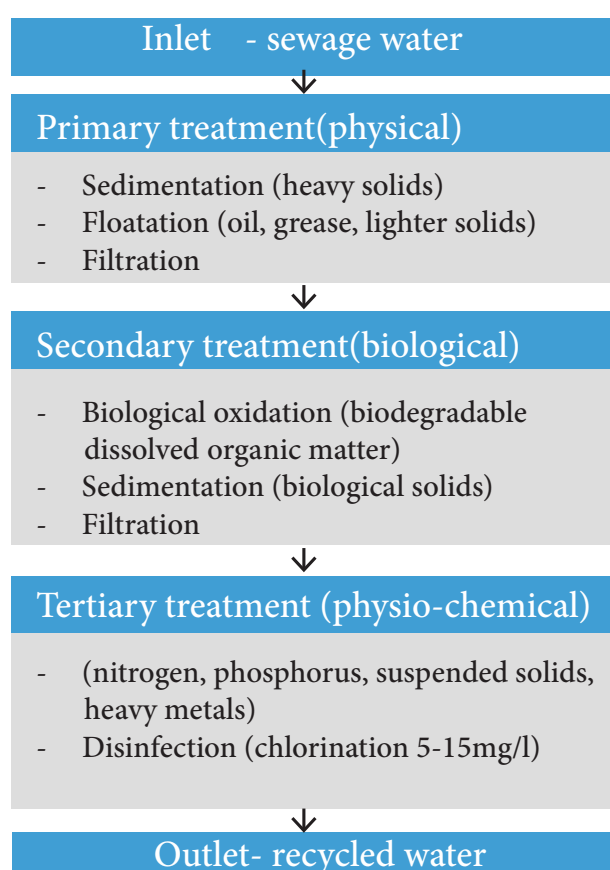 Inlet - sewage water
Primary treatment(physical)
- Sedimentation (heavy solids)
- Floatation (oil, grease, lighter solids)
- Filtration
Secondary treatment(biological)
- Biological oxidation (biodegradable
dissolved organic matter)
- Sedimentation (biological solids)
- Filtration
Tertiary treatment (physio-chemical)
- (nitrogen, phosphorus, suspended solids,
heavy metals)
- Disinfection (chlorination 5-15mg/l)
Outlet- recycled water